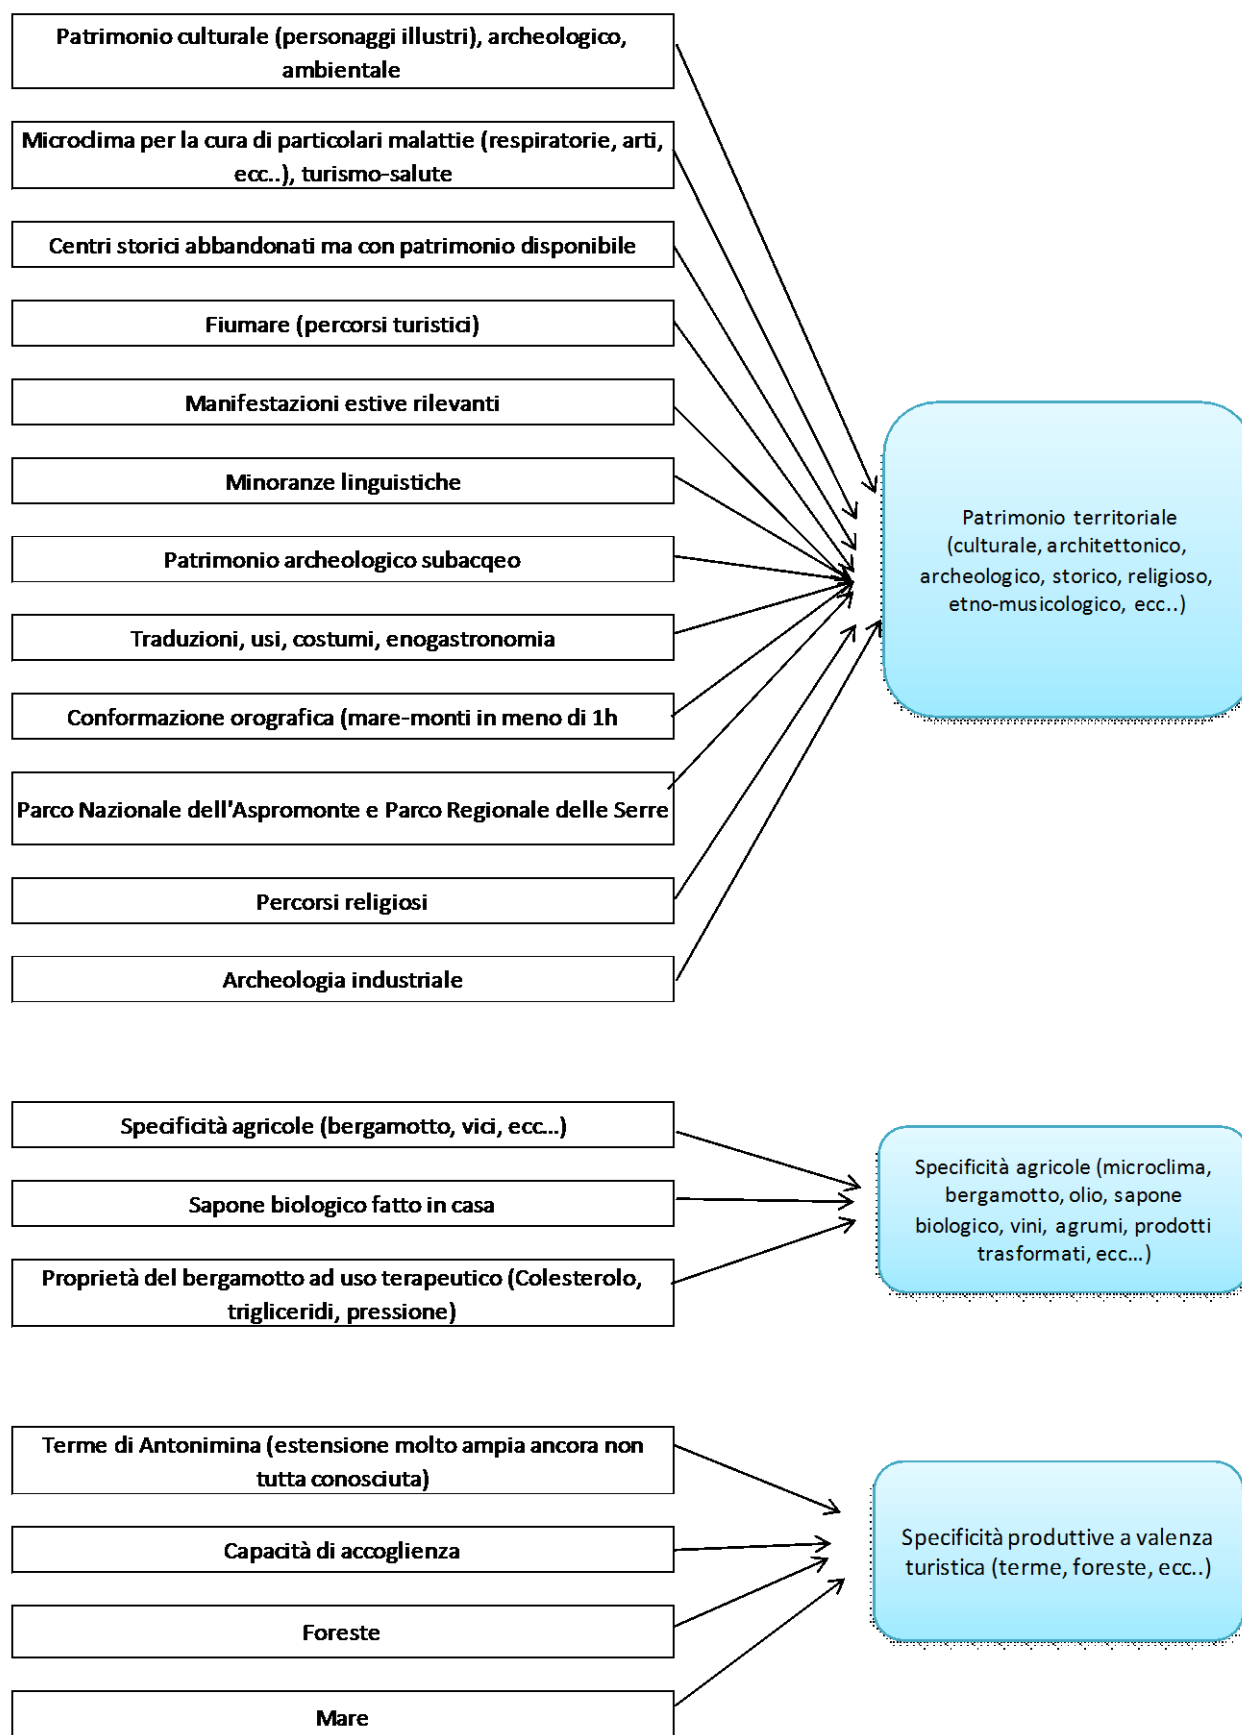 Patrimonio culturale (personaggi illustri), archeologico,
ambientale
Microclima per la cura di particolari malattie (respiratorie, arti,
ecc..), turismo-salute
Centri storici abbandonati ma con patrimonio disponibile
Fiumare (percorsi turistici)
Manifestazioni estive rilevanti
Minoranze linguistiche
Patrimonio archeologico subacqeo
Traduzioni, usi, costumi, enogastronomia
Conformazione orografica (mare-monti in meno di 1h
Parco Nazionale dell'Aspromonte e Parco Regionale delle Serre
Percorsi religiosi
Archeologia industriale
Patrimonio territoriale
(culturale, architettonico,
archeologico, storico, religioso,
etno-musicologico, ecc..)
Specificità agricole (bergamotto, vici, ecc...)
Sapone biologico fatto in casa
Proprietà del bergamotto ad uso terapeutico (Colesterolo,
trigliceridi, pressione)
Specificità agricole (microclima,
bergamotto, olio, sapone
biologico, vini, agrumi, prodotti
trasformati, ecc...)
Terme di Antonimina (estensione molto ampia ancora non
tutta conosciuta)
Capacità di accoglienza
Foreste
Mare
Specificità produttive a valenza
turistica (terme, foreste, ecc..)